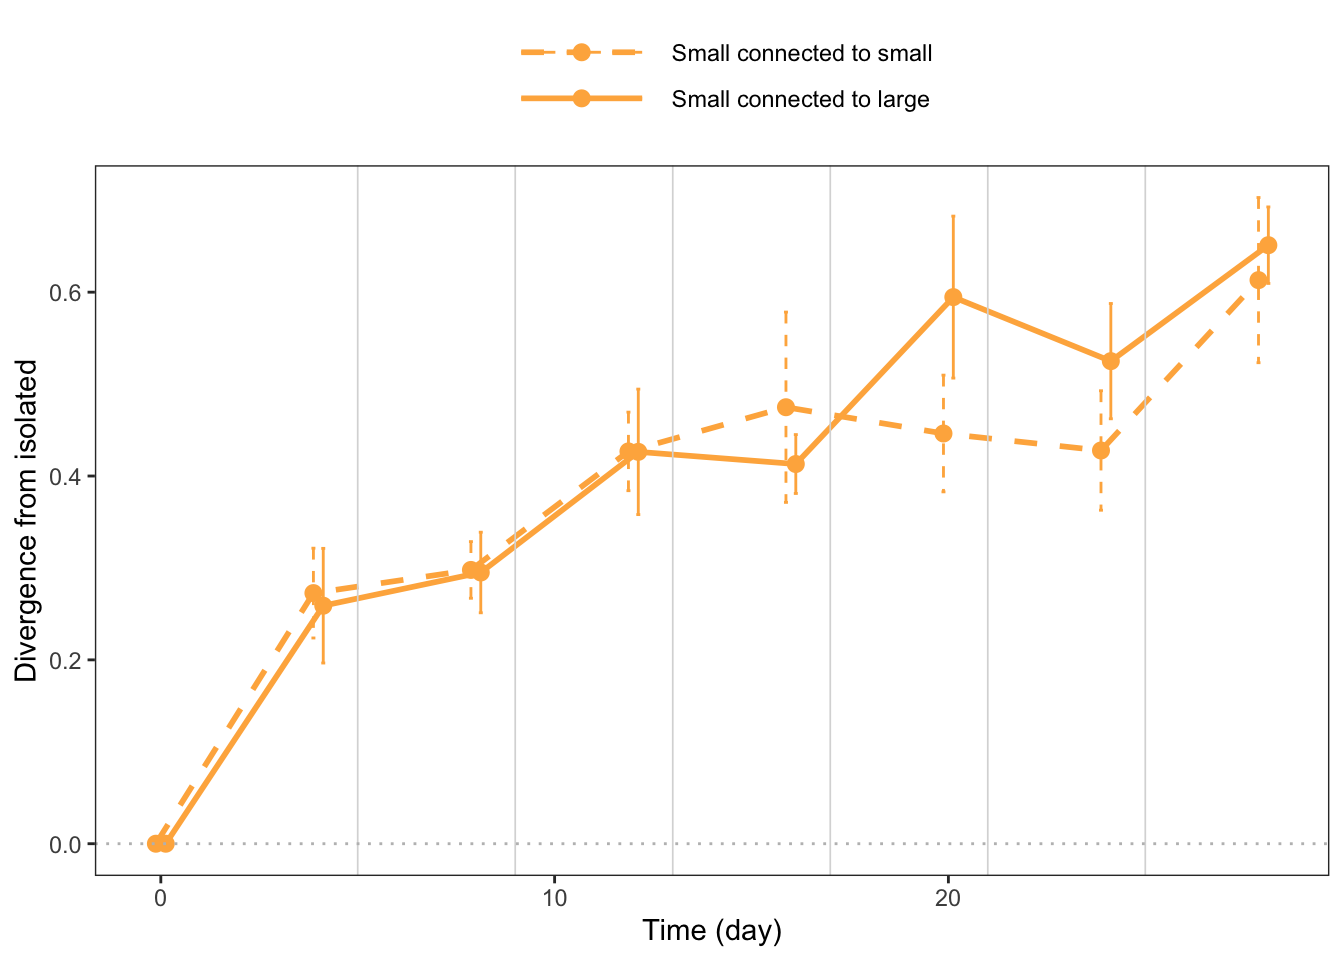 Small connected to small
Small connected to large
Divergence from isolated
0.6
0.4
0.2
0.0
0
10
20
Time (day)